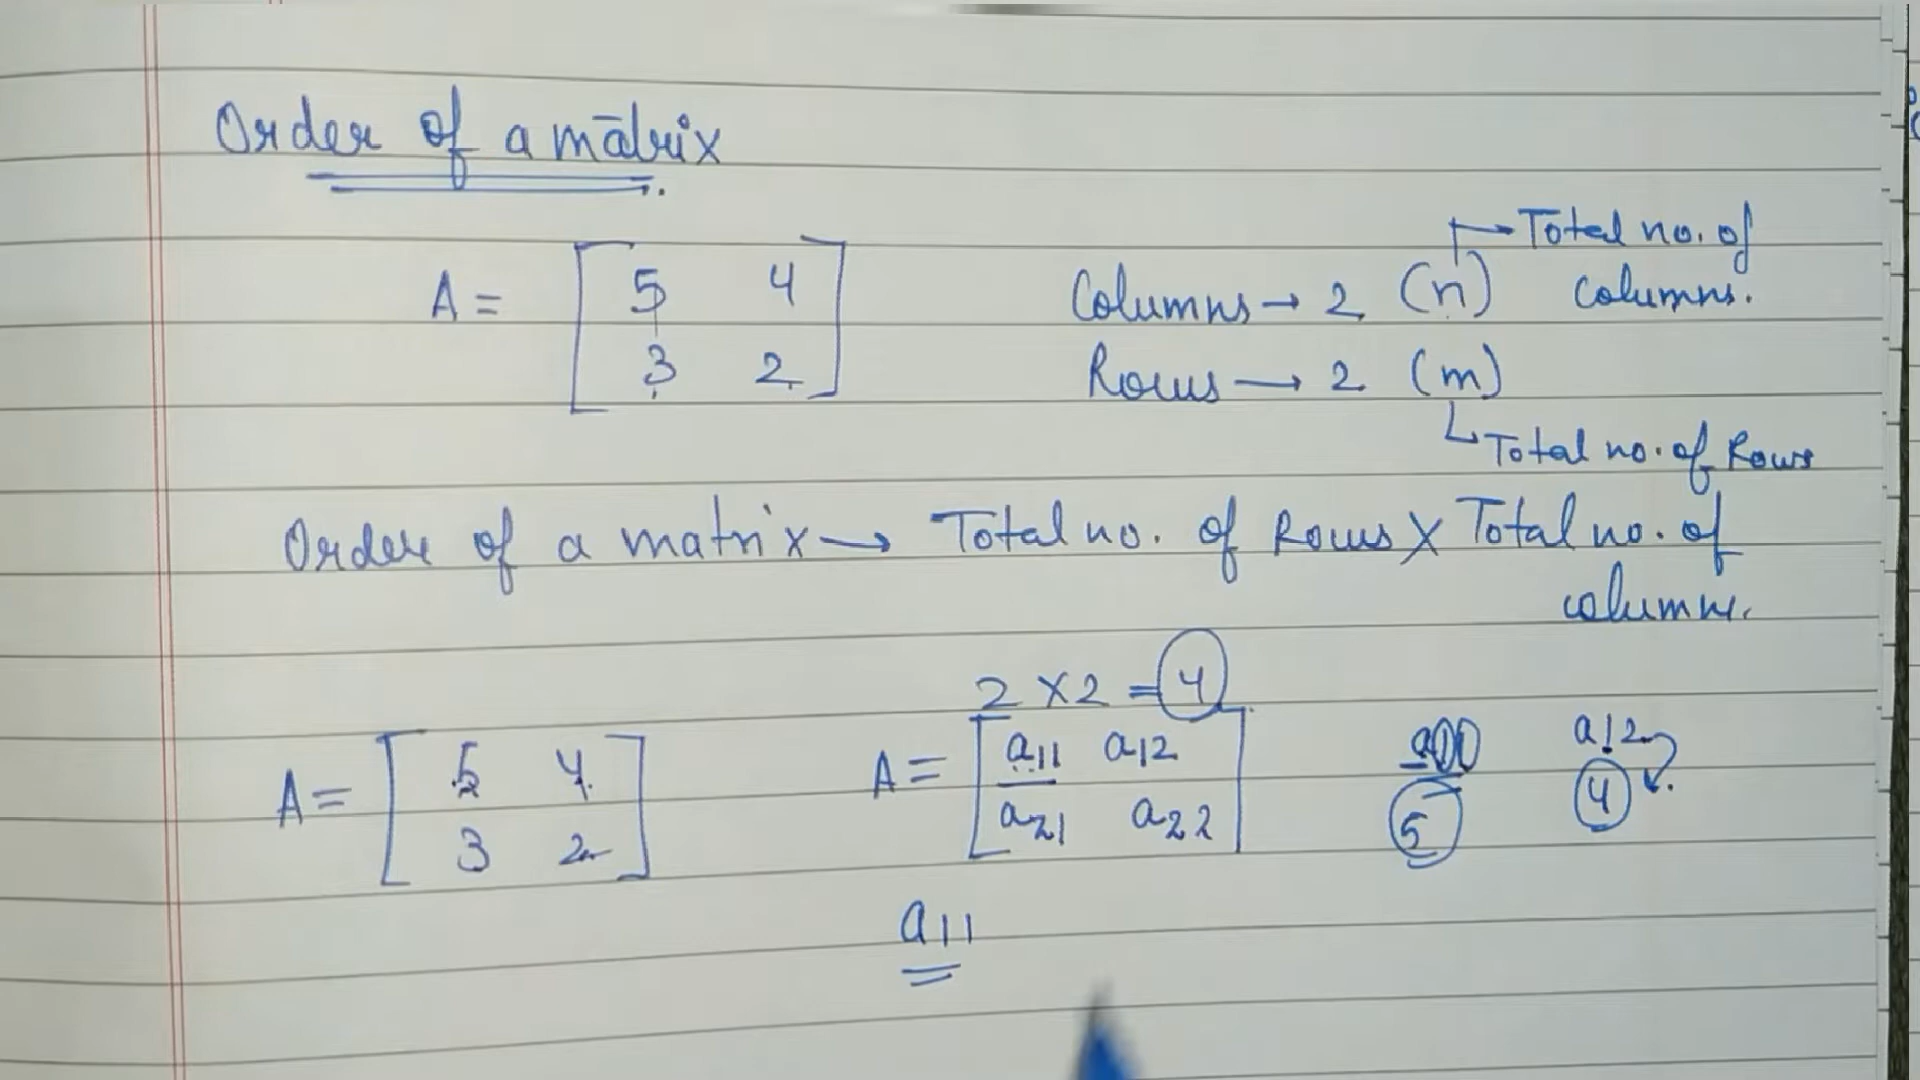 Order of a matrix
A = [ 5 4
3 2 ]
Columns → 2 (n) → Total no. of columns.
Rows → 2 (m)
Total no. of Rows
Order of a matrix → Total no. of Rows X Total no. of
columns.
2 X 2 = 4
A = [ 5 4
3 2 ]
A = [ a11 a12
a21 a22 ]
a12
5 4
a11